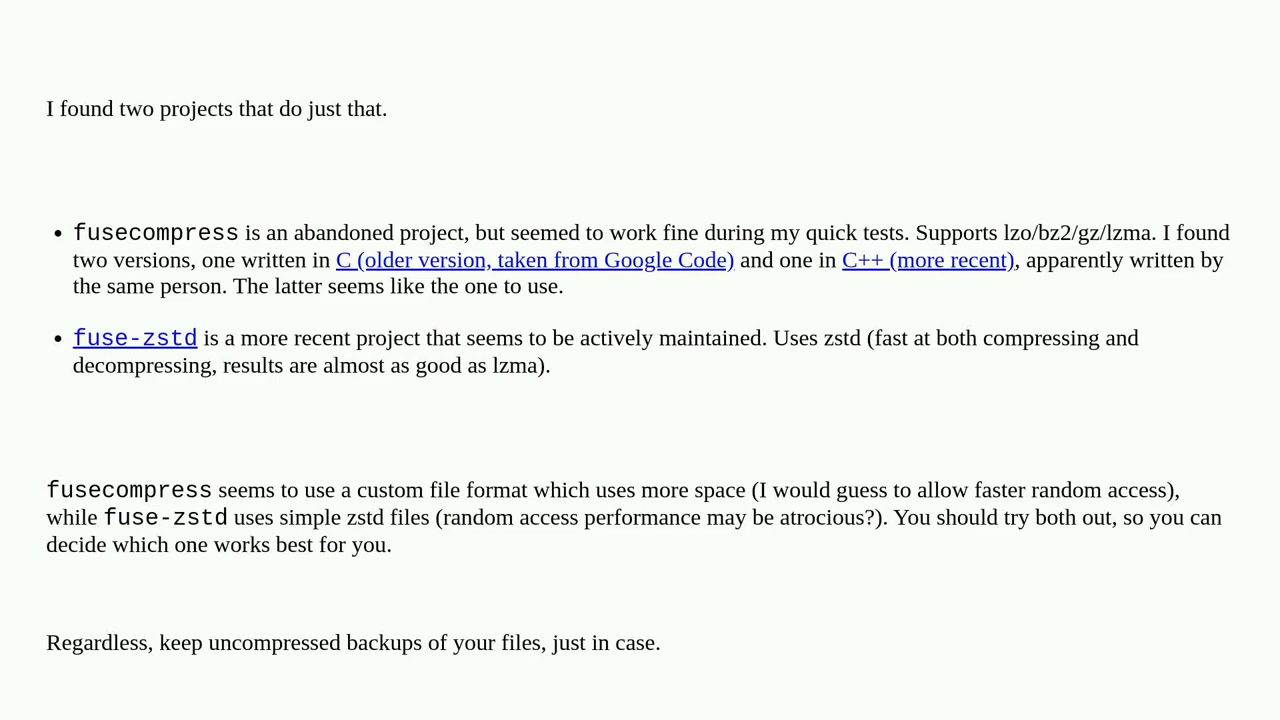 I found two projects that do just that.
• fusecompress is an abandoned project, but seemed to work fine during my quick tests. Supports lzo/bz2/gz/lzma. I found
two versions, one written in C (older version, taken from Google Code) and one in C++ (more recent), apparently written by
the same person. The latter seems like the one to use.
• fuse-zstd is a more recent project that seems to be actively maintained. Uses zstd (fast at both compressing and
decompressing, results are almost as good as lzma).
fusecompress seems to use a custom file format which uses more space (I would guess to allow faster random access),
while fuse-zstd uses simple zstd files (random access performance may be atrocious?). You should try both out, so you can
decide which one works best for you.
Regardless, keep uncompressed backups of your files, just in case.